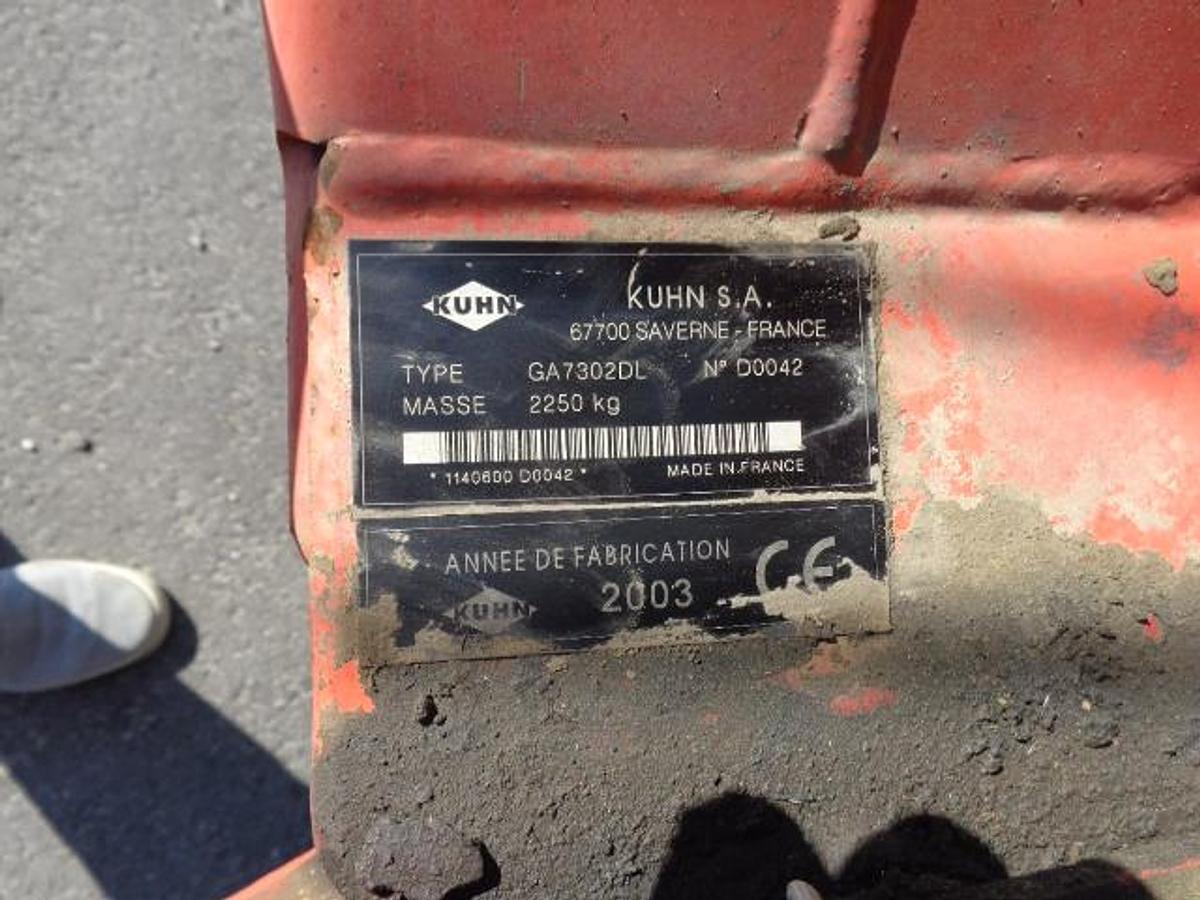 KUHN
KUHN S.A.
67700 SAVERNE - FRANCE
TYPE GA7302DL N° D0042
MASSE 2250 kg
* 1140600 D0042 * MADE IN FRANCE
ANNEE DE FABRICATION
KUHN 2003 CE